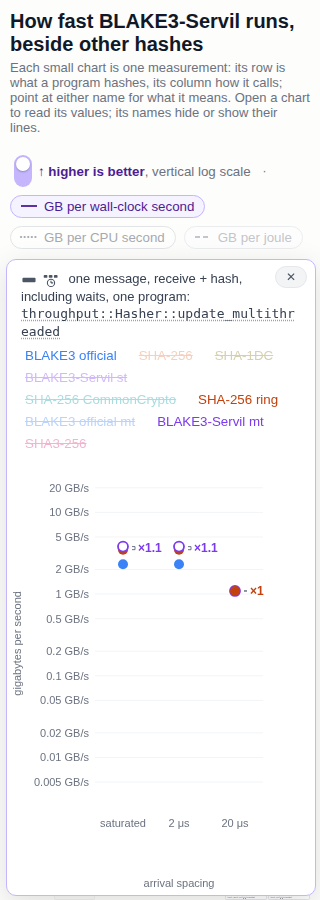 How fast BLAKE3-Servil runs,
beside other hashes
Each small chart is one measurement: its row is
what a program hashes, its column how it calls;
point at either name for what it means. Open a chart
to read its values; its names hide or show their
lines.
↑ higher is better, vertical log scale ·
GB per wall-clock second
GB per CPU second
GB per joule
one message, receive + hash,
including waits, one program:
throughput::Hasher::update_multithr
eaded
✕
BLAKE3 official SHA-256 SHA-1DC
BLAKE3-Servil st
SHA-256 CommonCrypto SHA-256 ring
BLAKE3 official mt BLAKE3-Servil mt
SHA3-256
gigabytes per second
20 GB/s
10 GB/s
5 GB/s
2 GB/s
1 GB/s
0.5 GB/s
0.2 GB/s
0.1 GB/s
0.05 GB/s
0.02 GB/s
0.01 GB/s
0.005 GB/s
×1.1
×1.1
×1
saturated 2 μs 20 μs
arrival spacing